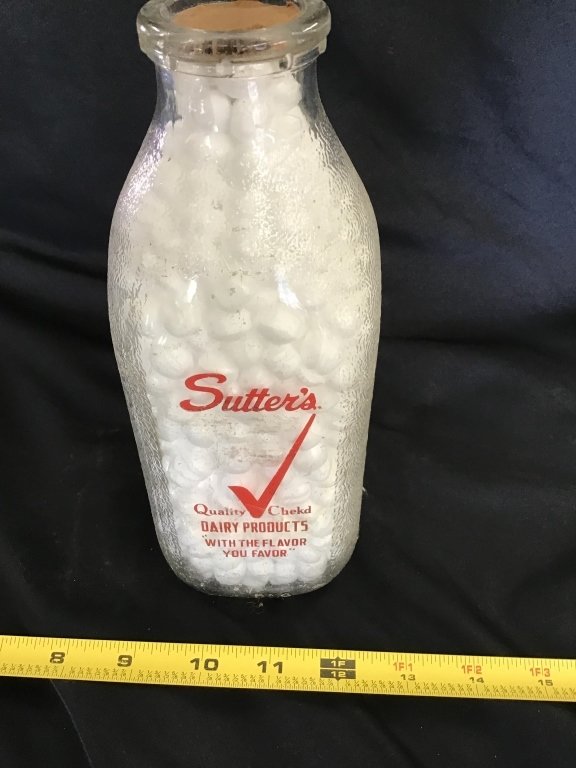 Sutter's
Quality Chekd
DAIRY PRODUCTS
"WITH THE FLAVOR
YOU FAVOR"
8 9 10 11 1F 1F1 1F2 1F3
12 13 14 15